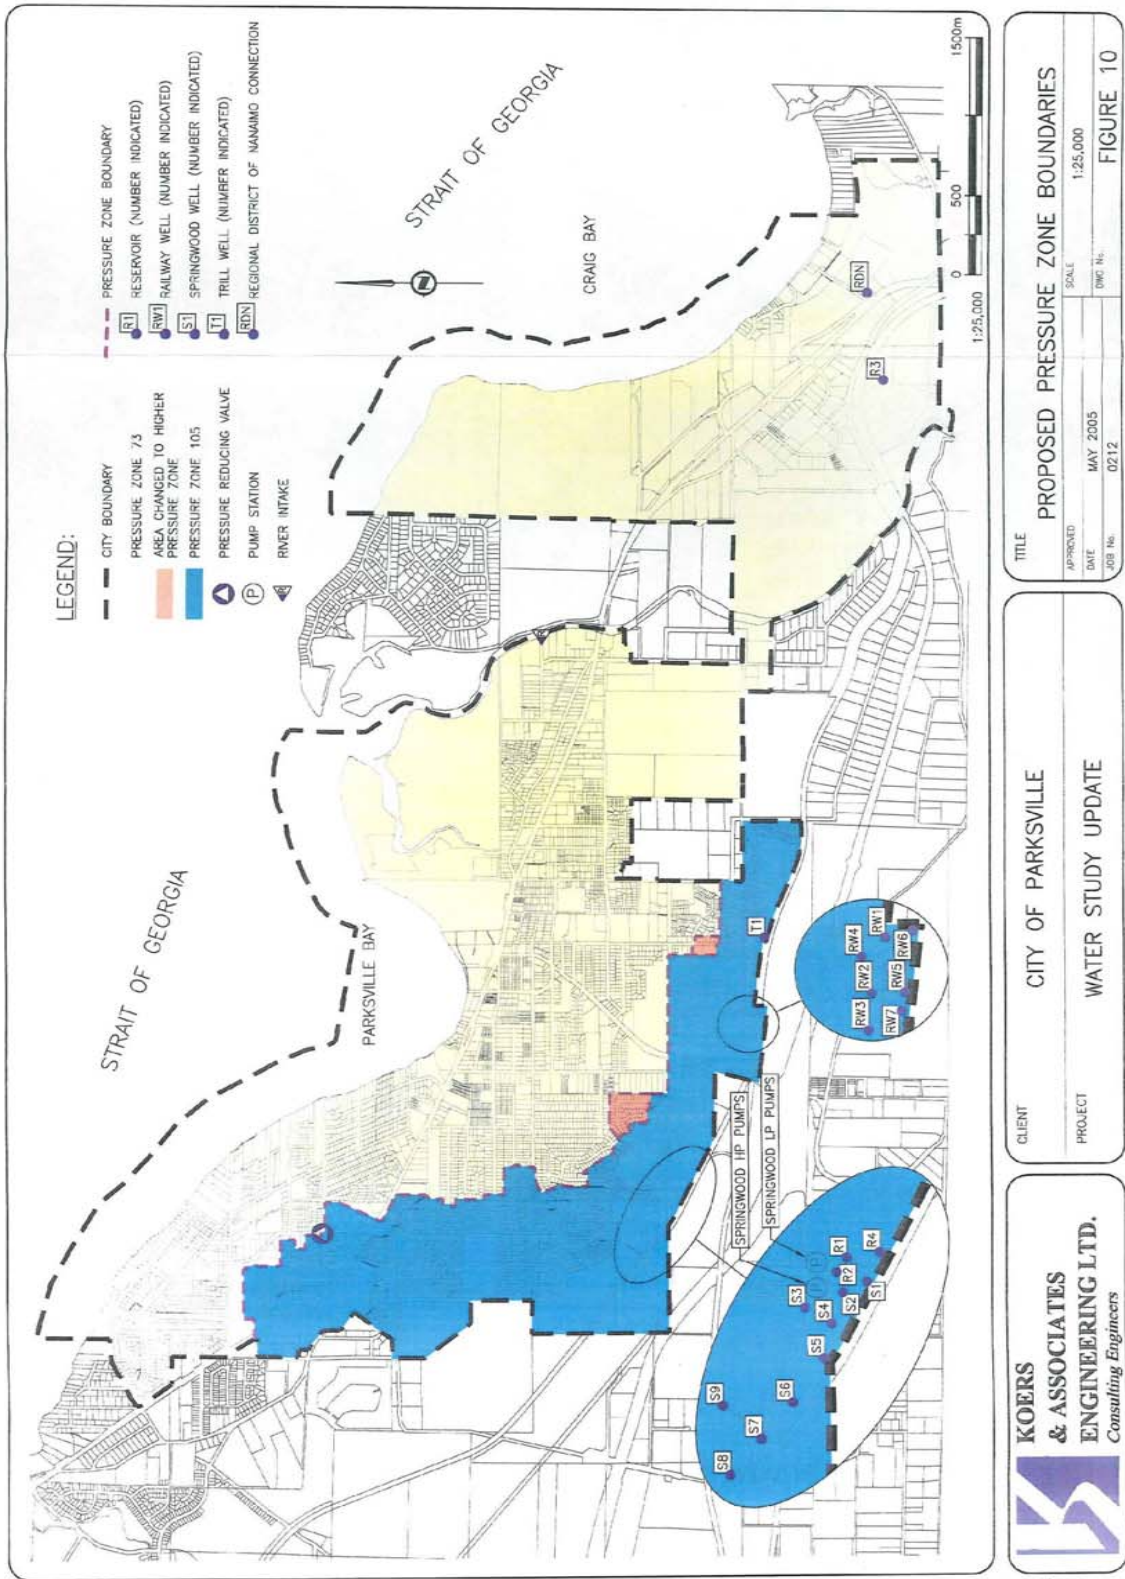 STRAIT OF GEORGIA
PARKSVILLE BAY
STRAIT OF GEORGIA
CRAIG BAY
LEGEND:
CITY BOUNDARY
PRESSURE ZONE 73
AREA CHANGED TO HIGHER
PRESSURE ZONE
PRESSURE ZONE 105
PRESSURE REDUCING VALVE
P
PUMP STATION
RIVER INTAKE
PRESSURE ZONE BOUNDARY
R1
RESERVOIR (NUMBER INDICATED)
RW1
RAILWAY WELL (NUMBER INDICATED)
S1
SPRINGWOOD WELL (NUMBER INDICATED)
T1
TRILL WELL (NUMBER INDICATED)
RDN
REGIONAL DISTRICT OF NANAIMO CONNECTION
N
T1
R3
RDN
SPRINGWOOD HP PUMPS
SPRINGWOOD LP PUMPS
S8
S9
S7
S6
S5
S3
S4
S2
S1
P
P
R2
R1
R4
RW3
RW2
RW4
RW1
RW7
RW5
RW6
1:25,000
0
500
1500m
KOERS
& ASSOCIATES
ENGINEERING LTD.
Consulting Engineers
CLIENT
CITY OF PARKSVILLE
PROJECT
WATER STUDY UPDATE
TITLE
PROPOSED PRESSURE ZONE BOUNDARIES
APPROVED
SCALE
1:25,000
DATE
MAY 2005
DWG No.
JOB No.
0212
FIGURE 10